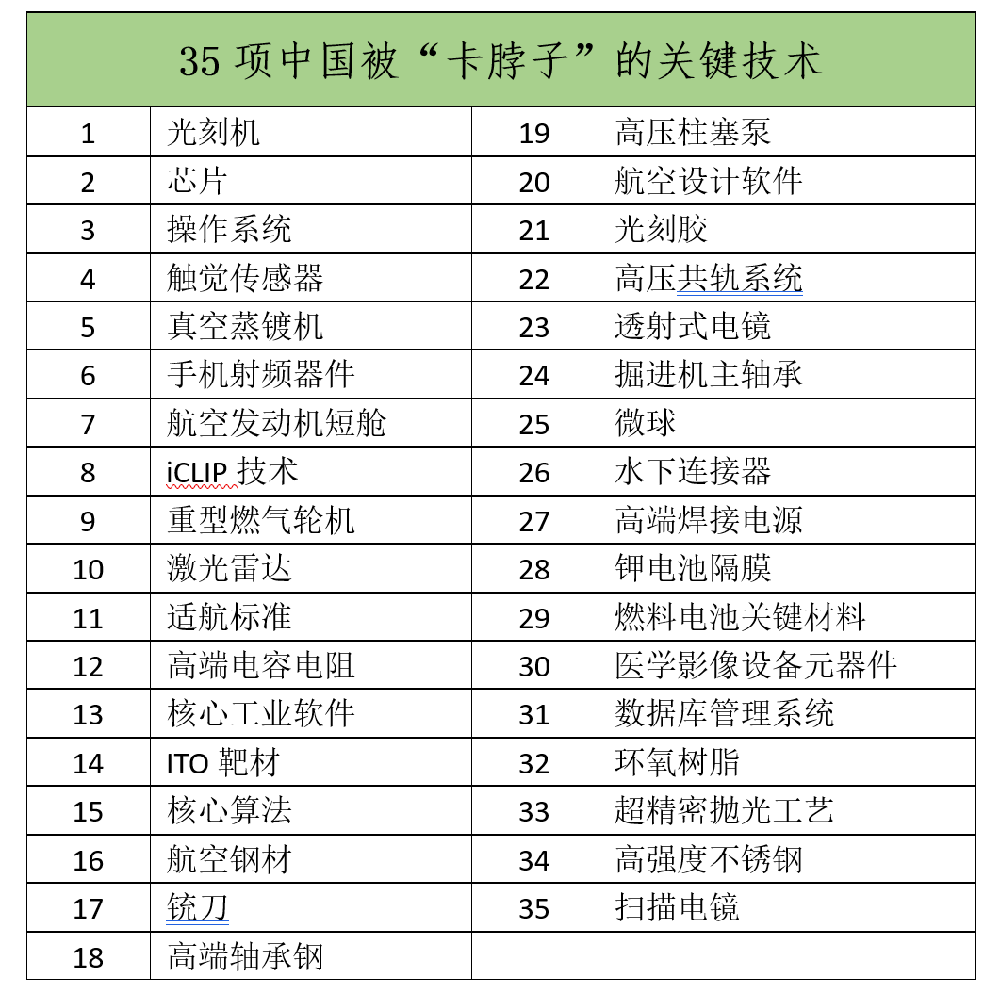 35 项中国被“卡脖子”的关键技术
1 光刻机 19 高压柱塞泵
2 芯片 20 航空设计软件
3 操作系统 21 光刻胶
4 触觉传感器 22 高压共轨系统
5 真空蒸镀机 23 透射式电镜
6 手机射频器件 24 掘进机主轴承
7 航空发动机短舱 25 微球
8 iCLIP 技术 26 水下连接器
9 重型燃气轮机 27 高端焊接电源
10 激光雷达 28 钾电池隔膜
11 适航标准 29 燃料电池关键材料
12 高端电容电阻 30 医学影像设备元器件
13 核心工业软件 31 数据库管理系统
14 ITO 靶材 32 环氧树脂
15 核心算法 33 超精密抛光工艺
16 航空钢材 34 高强度不锈钢
17 铣刀 35 扫描电镜
18 高端轴承钢